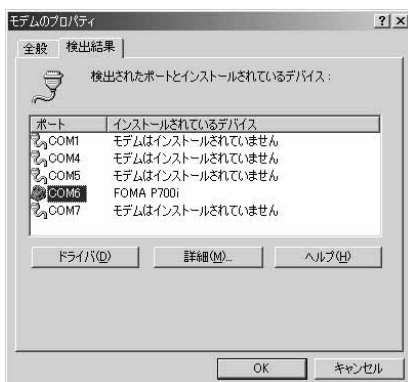 モデムのプロパティ
全般 検出結果
検出されたポートとインストールされているデバイス :
ポート インストールされているデバイス
COM1 モデムはインストールされていません
COM4 モデムはインストールされていません
COM5 モデムはインストールされていません
COM6 FOMA P700i
COM7 モデムはインストールされていません
ドライバ(D) 詳細(M)... ヘルプ(H)
OK キャンセル